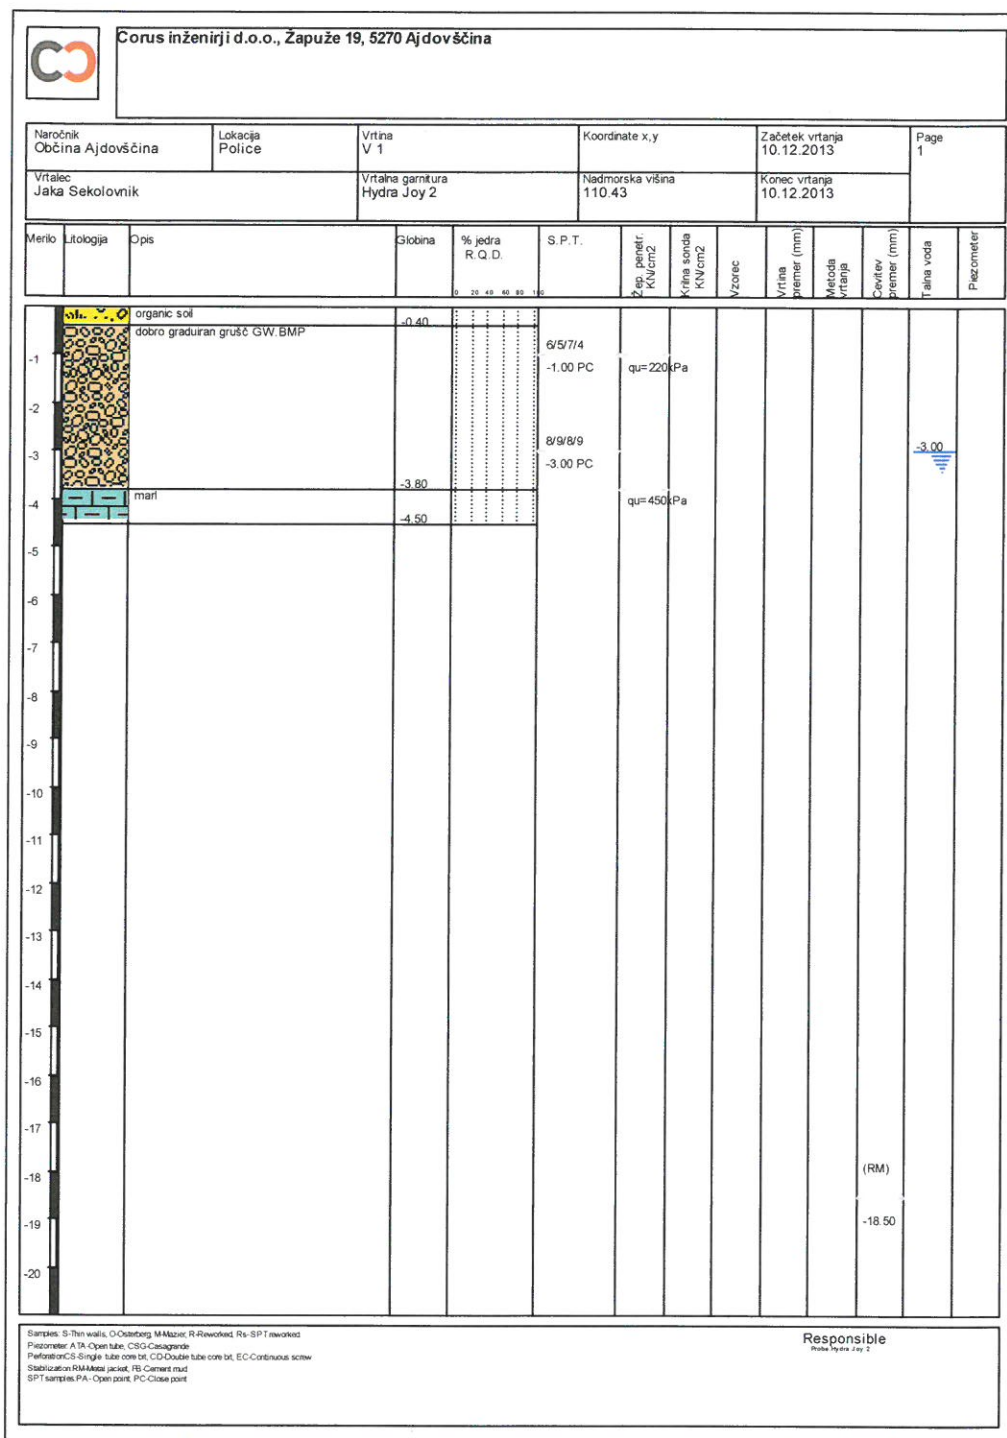 Corus inženirji d.o.o., Žapuže 19, 5270 Ajdovščina
Naročnik
Občina Ajdovščina
Lokacija
Police
Vrtina
V 1
Koordinate x,y
Začetek vrtanja
10.12.2013
Page
1
Vrtalec
Jaka Sekolovnik
Vrtalna garnitura
Hydra Joy 2
Nadmorska višina
110.43
Konec vrtanja
10.12.2013
Merilo
Litologija
Opis
Globina
% jedra
R.Q.D.
0 20 40 60 80 100
S.P.T.
Žep. penetr.
KN/cm2
Krilna sonda
KN/cm2
Vzorec
Vrtina
premer (mm)
Metoda
vrtanja
Cevitev
premer (mm)
Talna voda
Piezometer
organic soil
-0.40
dobro graduiran grušč GW.BMP
6/5/7/4
-1
-1.00 PC
qu=220kPa
-2
8/9/8/9
-3.00
-3
-3.00 PC
-3.80
marl
-4
qu=450kPa
-4.50
-5
-6
-7
-8
-9
-10
-11
-12
-13
-14
-15
-16
-17
-18
(RM)
-19
-18.50
-20
Samples: S-Thin walls, O-Osterberg, M-Mazier, R-Reworked, Rs-SPT reworked
Piezometer: ATA-Open tube, CSG-Casagrande
Perforation:CS-Single tube core bit, CD-Double tube core bit, EC-Continuous screw
Stabilization:RM-Metal jacket, FB-Cement mud
SPT samples:PA- Open point, PC-Close point
Responsible
Probe Hydra Joy 2